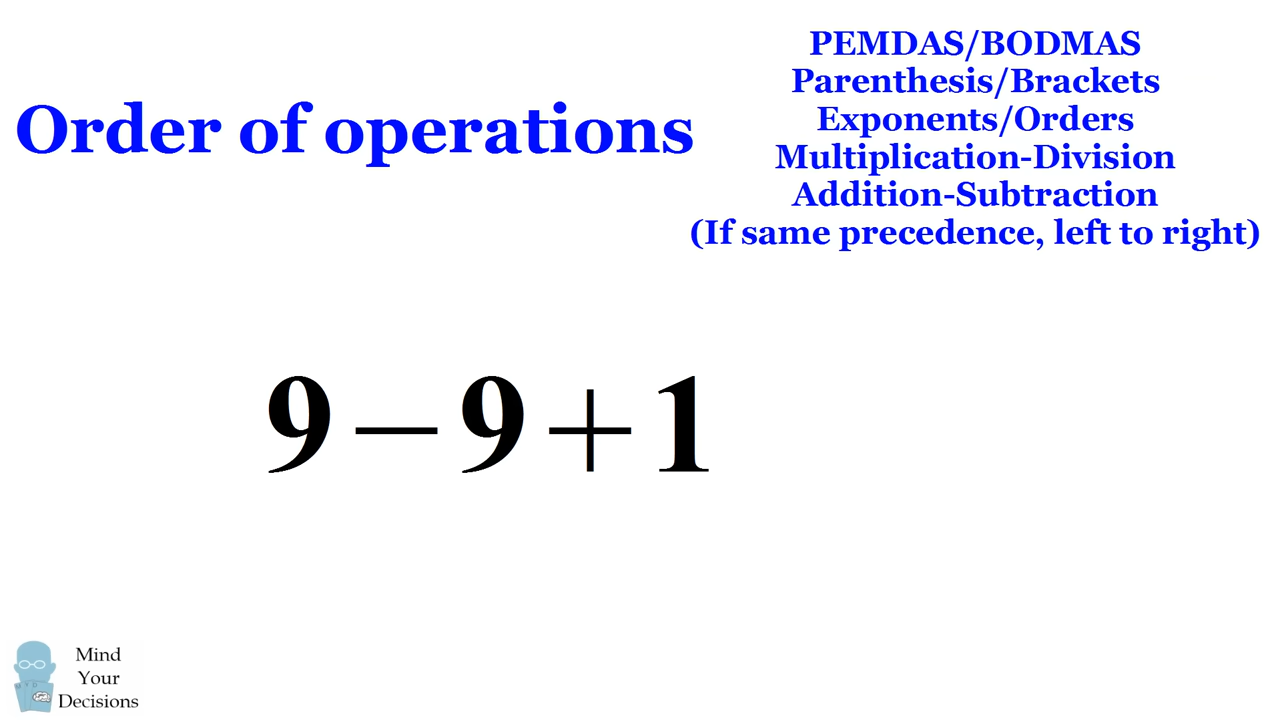 PEMDAS/BODMAS
Parenthesis/Brackets
Order of operations
Exponents/Orders
Multiplication-Division
Addition-Subtraction
(If same precedence, left to right)
9 – 9 + 1
Mind
Your
Decisions